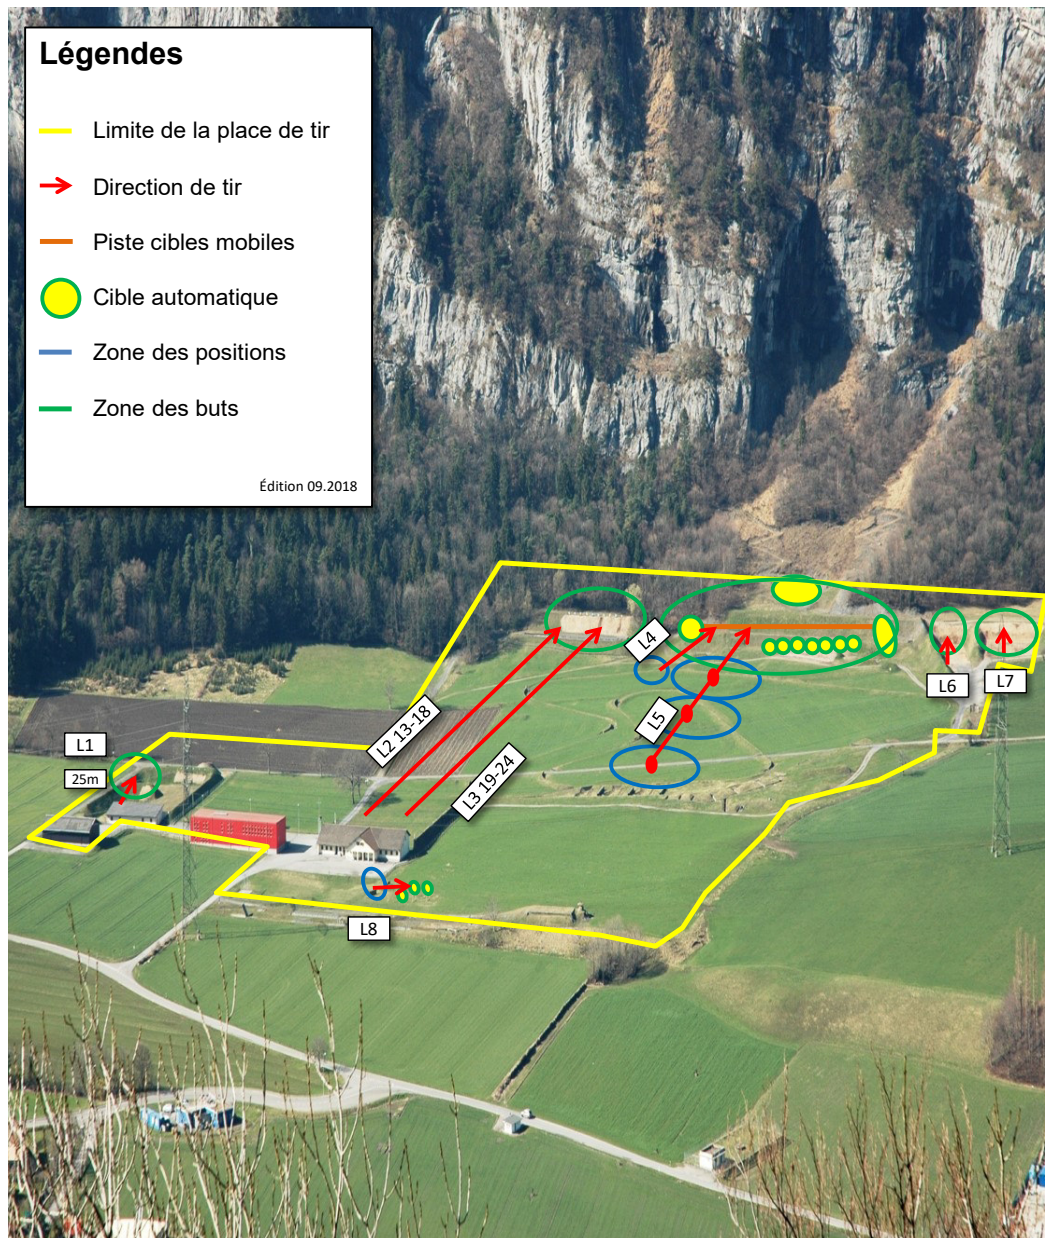 Légendes
Limite de la place de tir
Direction de tir
Piste cibles mobiles
Cible automatique
Zone des positions
Zone des buts
Édition 09.2018
L4
L6
L7
L5
L2 13-18
L1
25m
L3 19-24
L8